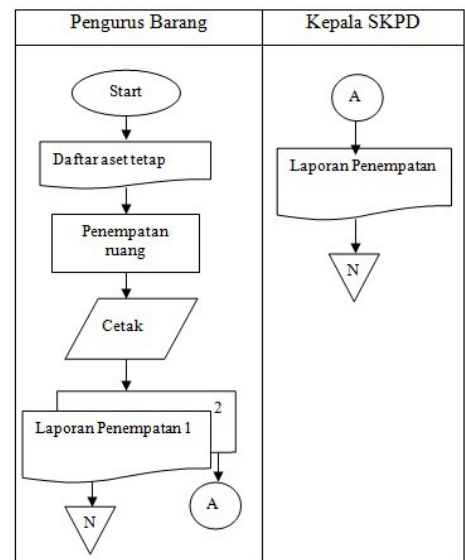 Pengurus Barang
Kepala SKPD
Start
Daftar aset tetap
Penempatan
ruang
Cetak
2
Laporan Penempatan 1
N
A
A
Laporan Penempatan
N